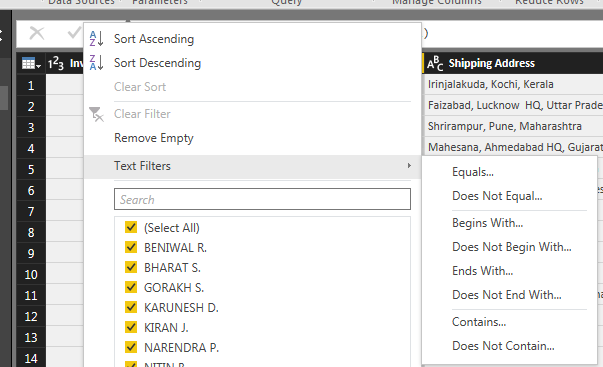 Data Sources
Parameters
Query
Manage Columns
Reduce Rows
Sort Ascending
Sort Descending
Clear Sort
Clear Filter
Remove Empty
Text Filters
Search
(Select All)
BENIWAL R.
BHARAT S.
GORAKH S.
KARUNESH D.
KIRAN J.
NARENDRA P.
)
1 2 3 Inv
ABC Shipping Address
1 Irinjalakuda, Kochi, Kerala
2 Faizabad, Lucknow HQ, Uttar Prade
3 Shrirampur, Pune, Maharashtra
4 Mahesana, Ahmedabad HQ, Gujarat
5
6
7
8
9
10
11
12
13
14
Equals...
Does Not Equal...
Begins With...
Does Not Begin With...
Ends With...
Does Not End With...
Contains...
Does Not Contain...